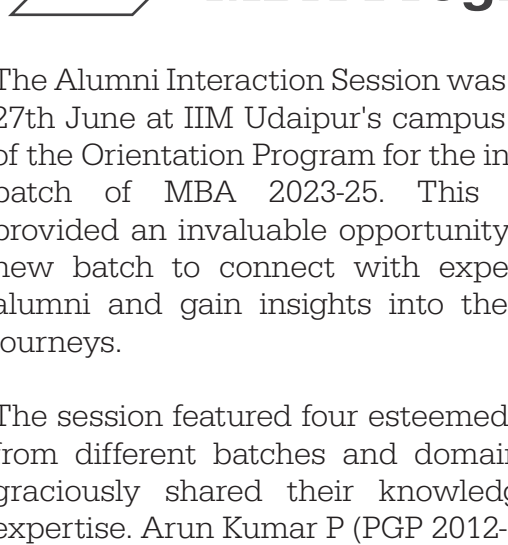 The Alumni Interaction Session was
27th June at IIM Udaipur's campus
of the Orientation Program for the in
batch of MBA 2023-25. This
provided an invaluable opportunity
new batch to connect with expe
alumni and gain insights into the
journeys.
The session featured four esteemed
from different batches and domai
graciously shared their knowledg
expertise. Arun Kumar P (PGP 2012-